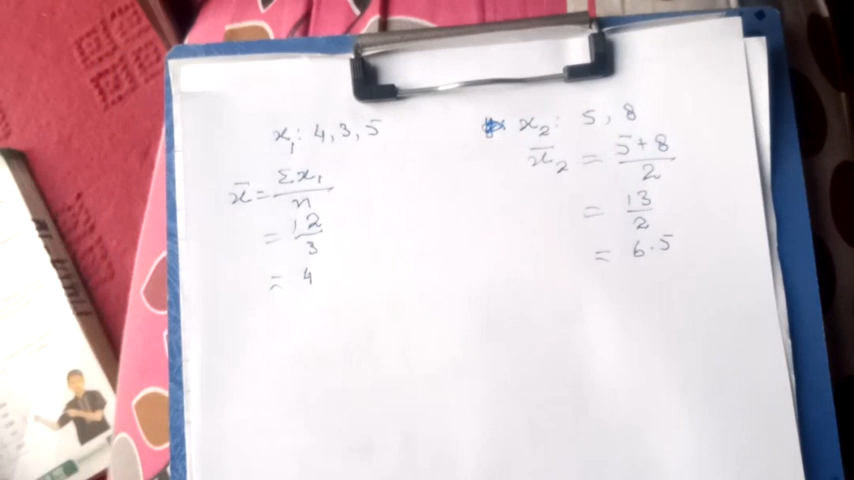 x₁: 4, 3, 5
x̄ = Σx₁/n
= 12/3
= 4
x₂: 5, 8
x̄₂ = 5+8/2
= 13/2
= 6.5